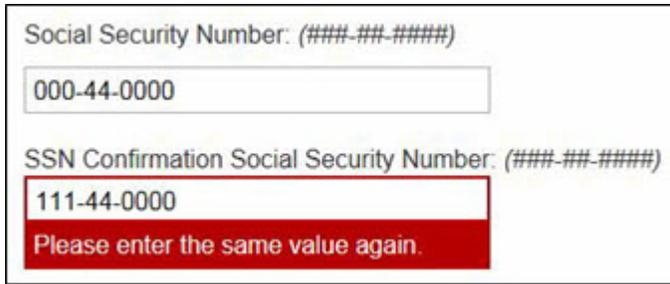 Social Security Number: (###-##-####)
000-44-0000
SSN Confirmation Social Security Number: (###-##-####)
111-44-0000
Please enter the same value again.